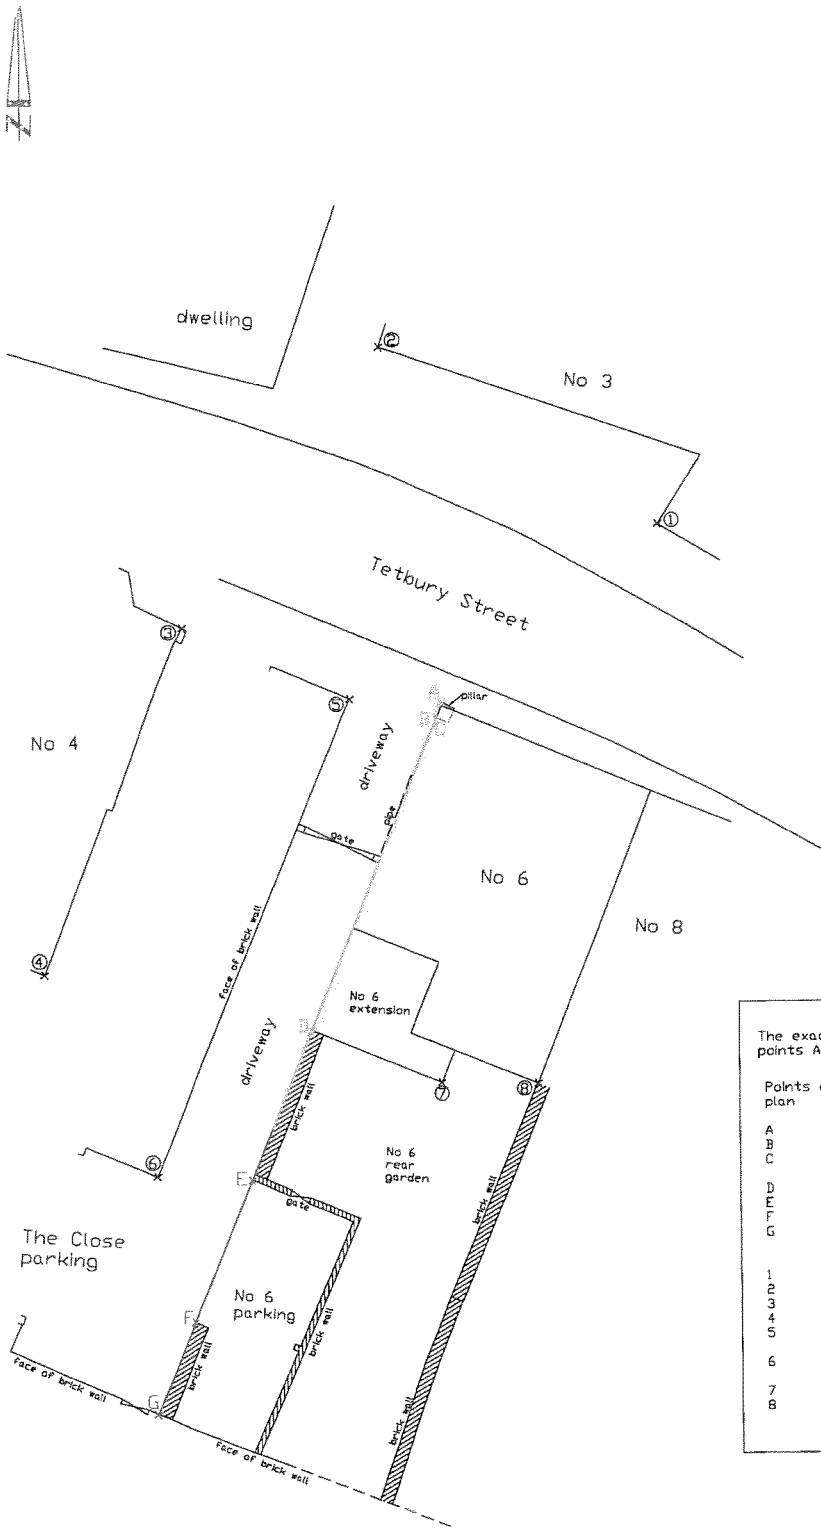 N
dwelling
2
No 3
1
Tetbury Street
3
5
pillar
driveway
No 4
pipe
gate
No 6
No 8
face of brick wall
4
No 6
extension
D
driveway
brick wall
7
8
The exac
points A
Points
plan
A
B
C
D
E
F
G
1
2
3
4
5
6
7
8
No 6
rear
garden
6
E
gate
brick wall
The Close
parking
No 6
parking
F
brick wall
brick wall
face of brick wall
G
brick wall
face of brick wall